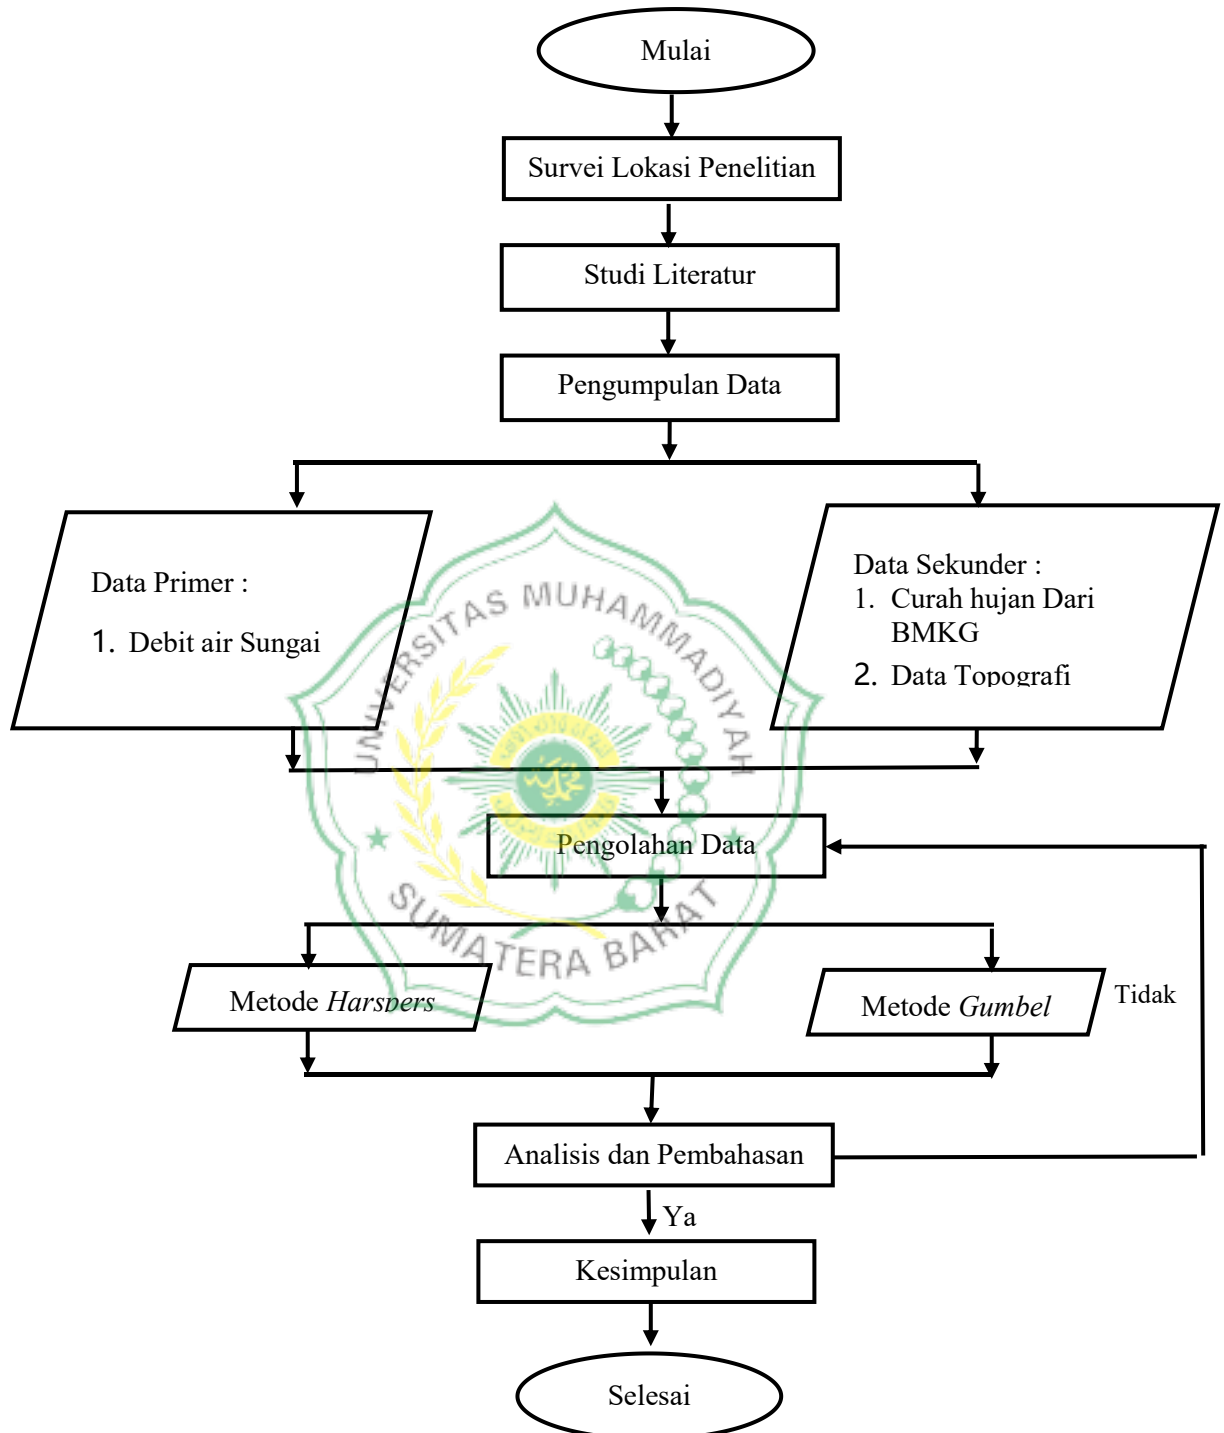 Mulai
Survei Lokasi Penelitian
Studi Literatur
Pengumpulan Data
Data Primer :
1. Debit air Sungai
Data Sekunder :
1. Curah hujan Dari
BMKG
2. Data Topografi
UNIVERSITAS MUHAMMADIYAH
SUMATERA BARAT
Pengolahan Data
Metode Harspers
Metode Gumbel
Tidak
Analisis dan Pembahasan
Ya
Kesimpulan
Selesai